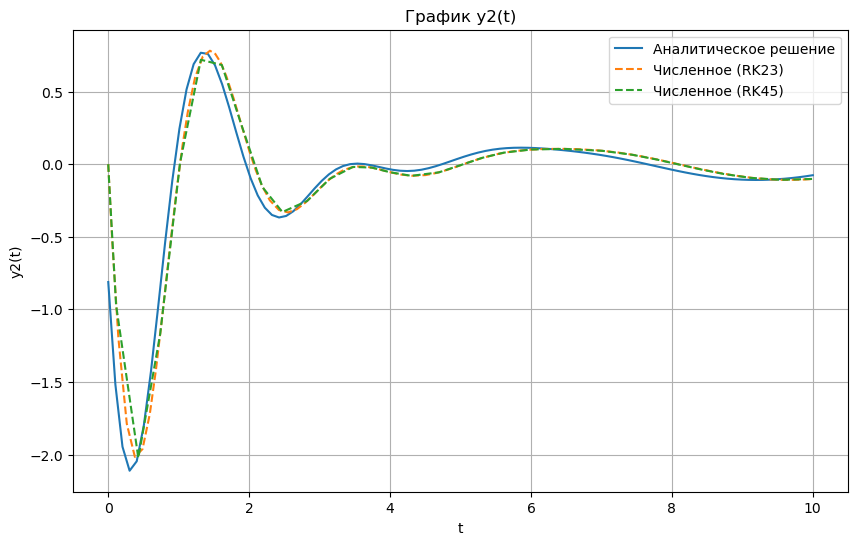 График y2(t)
Аналитическое решение
Численное (RK23)
Численное (RK45)
y2(t)
0.5
0.0
−0.5
−1.0
−1.5
−2.0
0 2 4 6 8 10
t